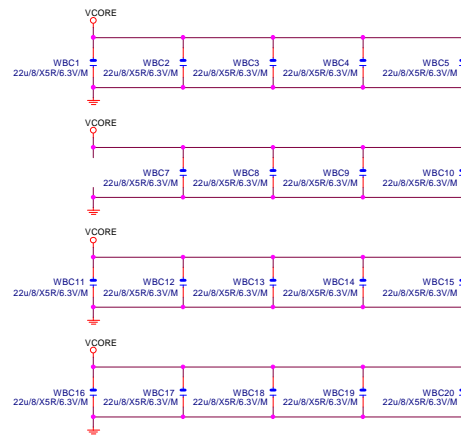 VCORE
WBC1 WBC2 WBC3 WBC4 WBC5
22u/8/X5R/6.3V/M 22u/8/X5R/6.3V/M 22u/8/X5R/6.3V/M 22u/8/X5R/6.3V/M 22u/8/X5R/6.3V/M
VCORE
WBC7 WBC8 WBC9 WBC10
22u/8/X5R/6.3V/M 22u/8/X5R/6.3V/M 22u/8/X5R/6.3V/M 22u/8/X5R/6.3V/M
VCORE
WBC11 WBC12 WBC13 WBC14 WBC15
22u/8/X5R/6.3V/M 22u/8/X5R/6.3V/M 22u/8/X5R/6.3V/M 22u/8/X5R/6.3V/M 22u/8/X5R/6.3V/M
VCORE
WBC16 WBC17 WBC18 WBC19 WBC20
22u/8/X5R/6.3V/M 22u/8/X5R/6.3V/M 22u/8/X5R/6.3V/M 22u/8/X5R/6.3V/M 22u/8/X5R/6.3V/M